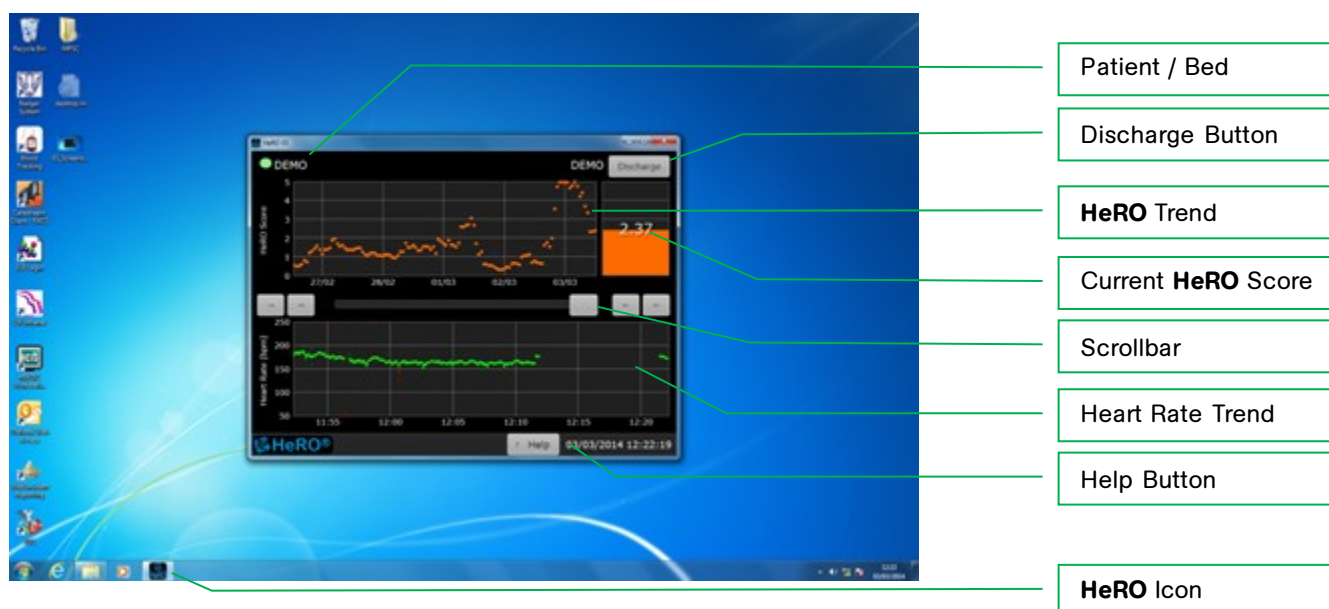 Recycle Bin
Patient / Bed
Discharge Button
DEMO
DEMO
Discharge
HeRO Score
5
4
3
2
1
0
2.37
27/02
28/02
01/03
02/03
03/03
HeRO Trend
Current HeRO Score
Scrollbar
Heart Rate (bpm)
250
200
150
100
50
11:55
12:00
12:05
12:10
12:15
12:20
Heart Rate Trend
HeRO®
Help
03/03/2014 12:22:19
Help Button
HeRO Icon